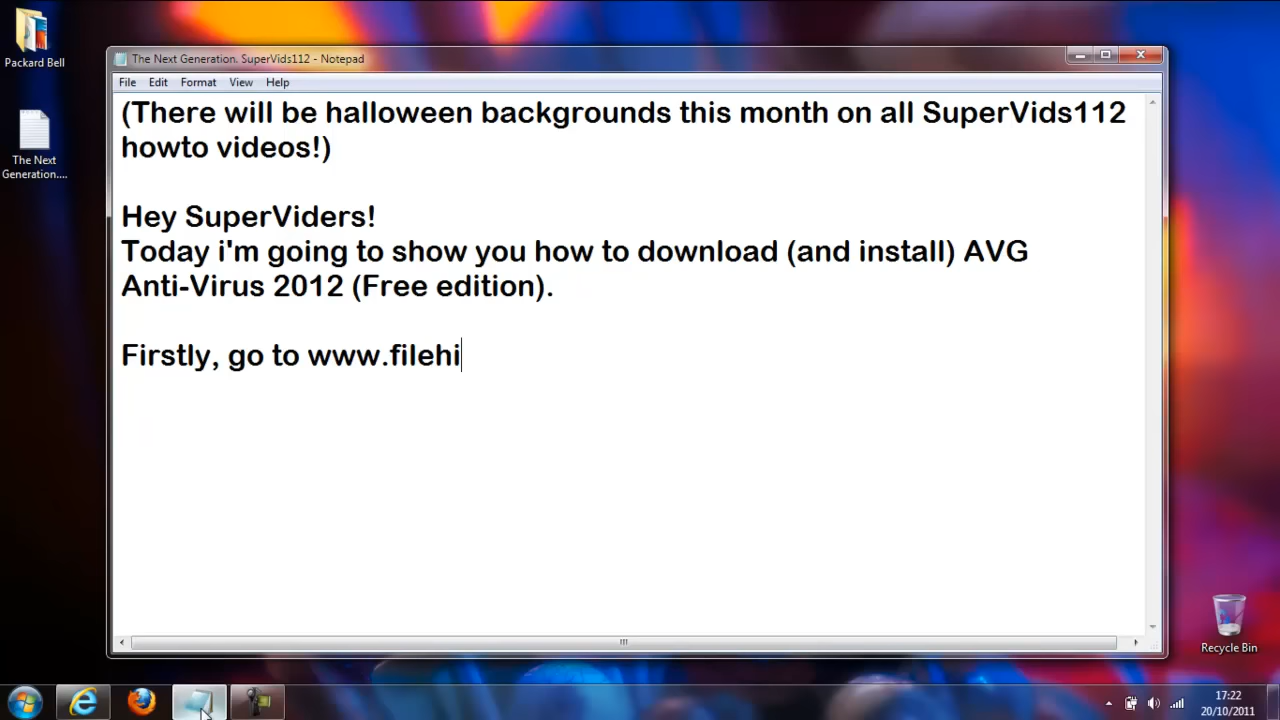 Packard Bell
The Next
Generation....
The Next Generation. SuperVids112 - Notepad
File Edit Format View Help
(There will be halloween backgrounds this month on all SuperVids112
howto videos!)
Hey SuperViders!
Today i'm going to show you how to download (and install) AVG
Anti-Virus 2012 (Free edition).
Firstly, go to www.filehi
Recycle Bin
17:22
20/10/2011